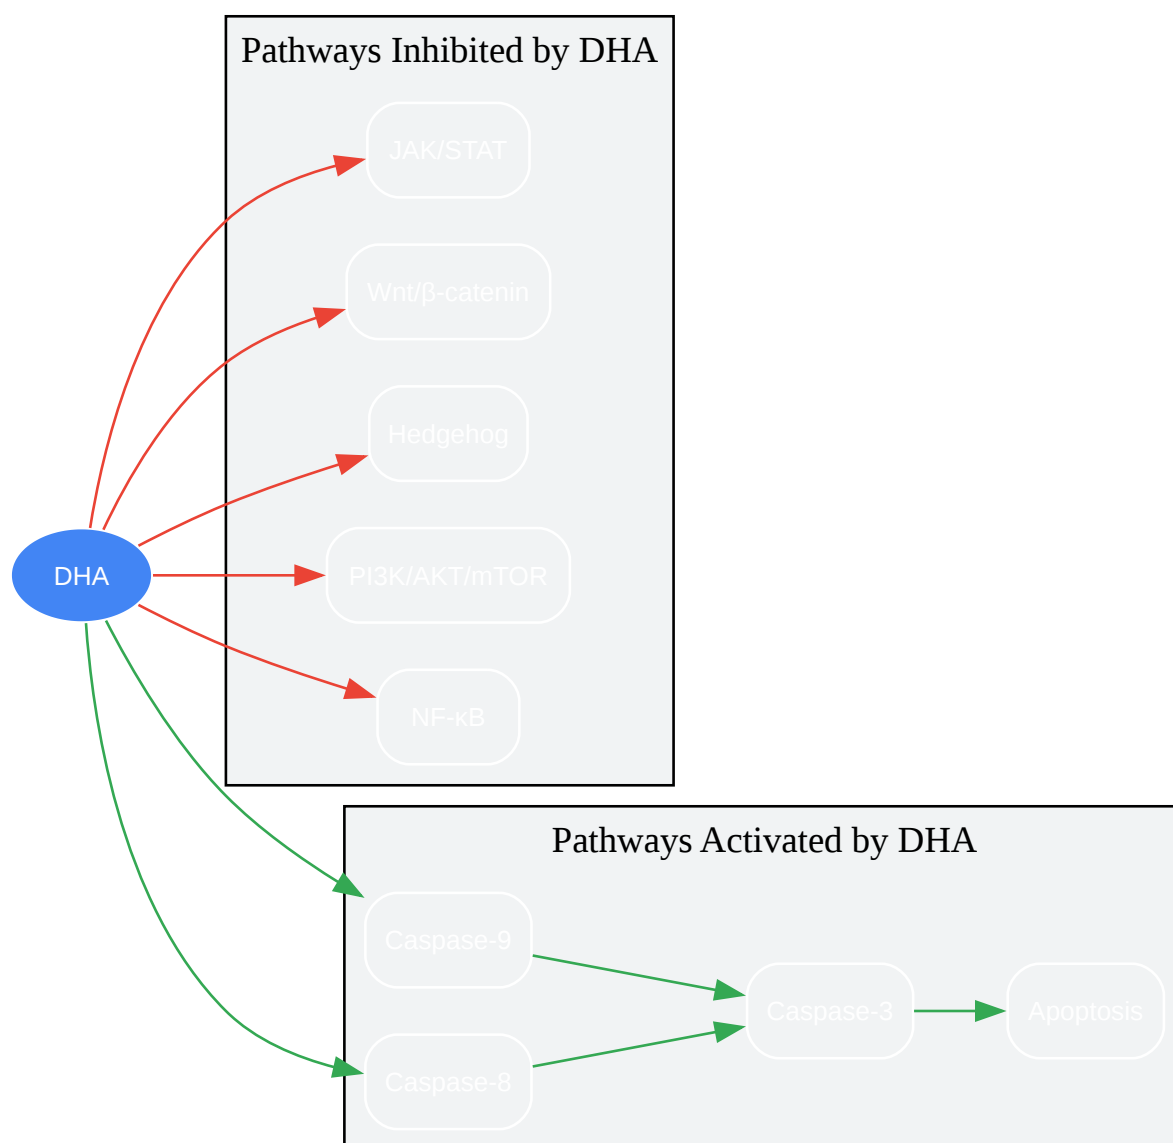 Pathways Inhibited by DHA
JAK/STAT
Wnt/β-catenin
Hedgehog
DHA
PI3K/AKT/mTOR
NF-κB
Pathways Activated by DHA
Caspase-9
Caspase-3
Apoptosis
Caspase-8